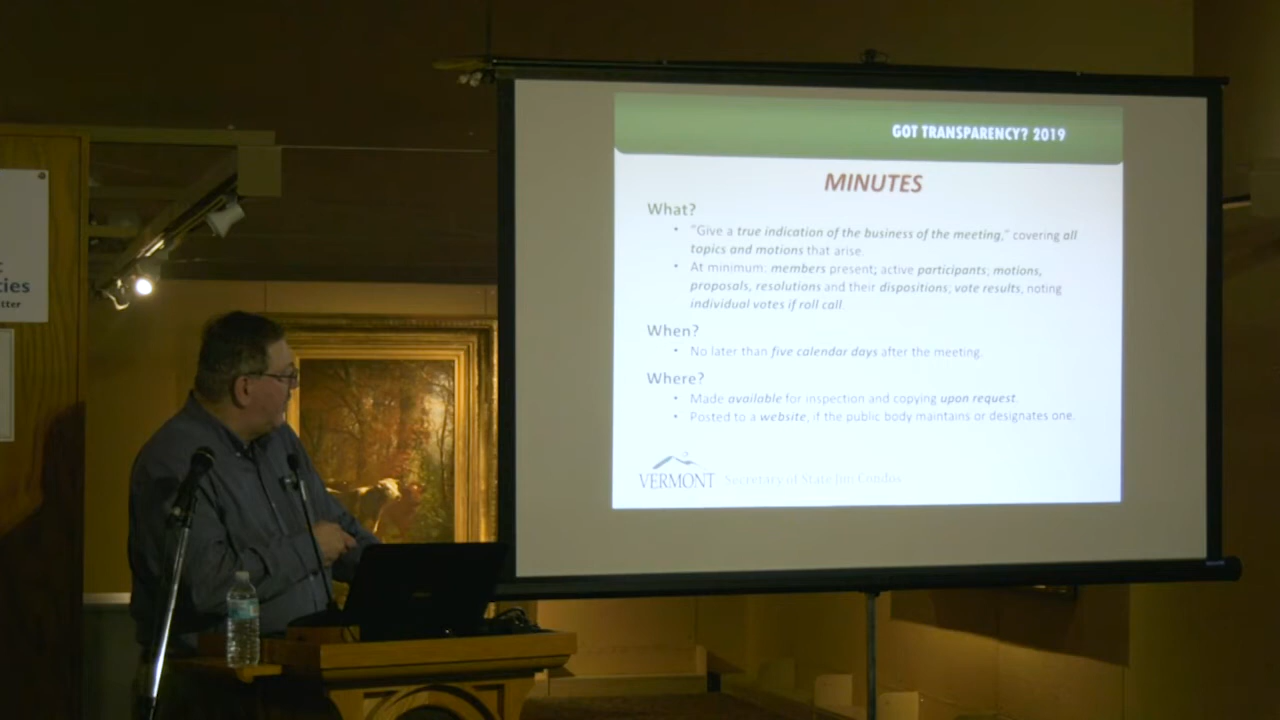 ties
tter
GOT TRANSPARENCY? 2019
MINUTES
What?
• "Give a true indication of the business of the meeting," covering all
topics and motions that arise.
• At minimum: members present; active participants; motions,
proposals, resolutions and their dispositions; vote results, noting
individual votes if roll call.
When?
• No later than five calendar days after the meeting.
Where?
• Made available for inspection and copying upon request.
• Posted to a website, if the public body maintains or designates one.
VERMONT Secretary of State Jim Condos